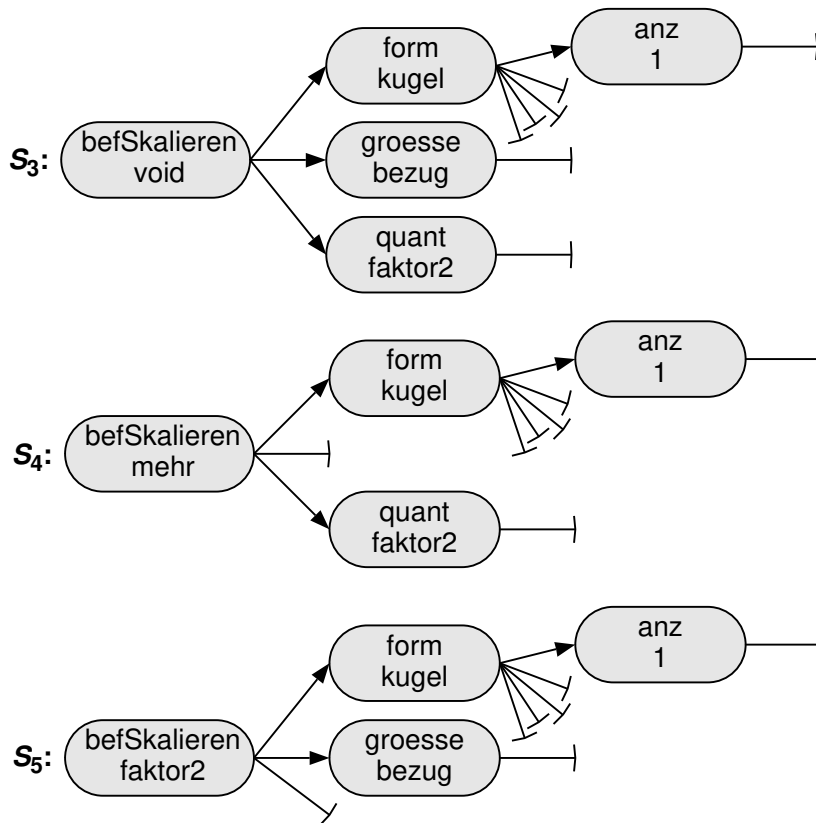 form
kugel
anz
1
S3:
befSkalieren
void
groesse
bezug
quant
faktor2
form
kugel
anz
1
S4:
befSkalieren
mehr
quant
faktor2
form
kugel
anz
1
S5:
befSkalieren
faktor2
groesse
bezug